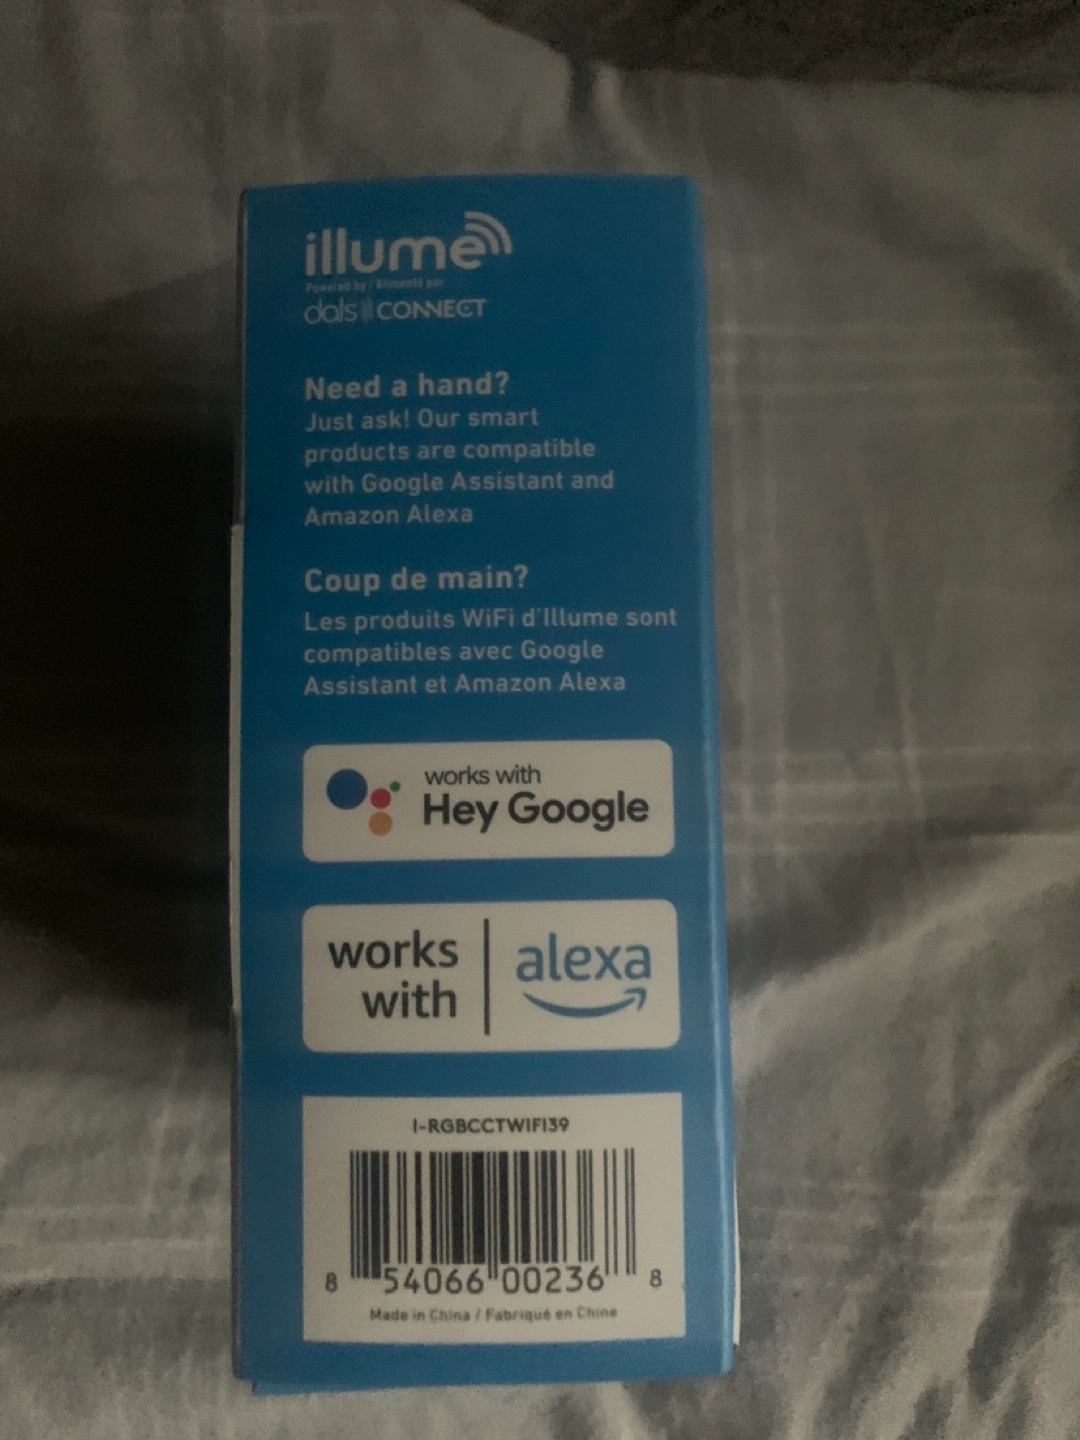 illume
Powered by / Alimenté par
dals CONNECT
Need a hand?
Just ask! Our smart
products are compatible
with Google Assistant and
Amazon Alexa
Coup de main?
Les produits WiFi d'Illume sont
compatibles avec Google
Assistant et Amazon Alexa
works with
Hey Google
works
with
alexa
I-RGBCCTWIFI39
8 54066 00236 8
Made in China / Fabriqué en Chine